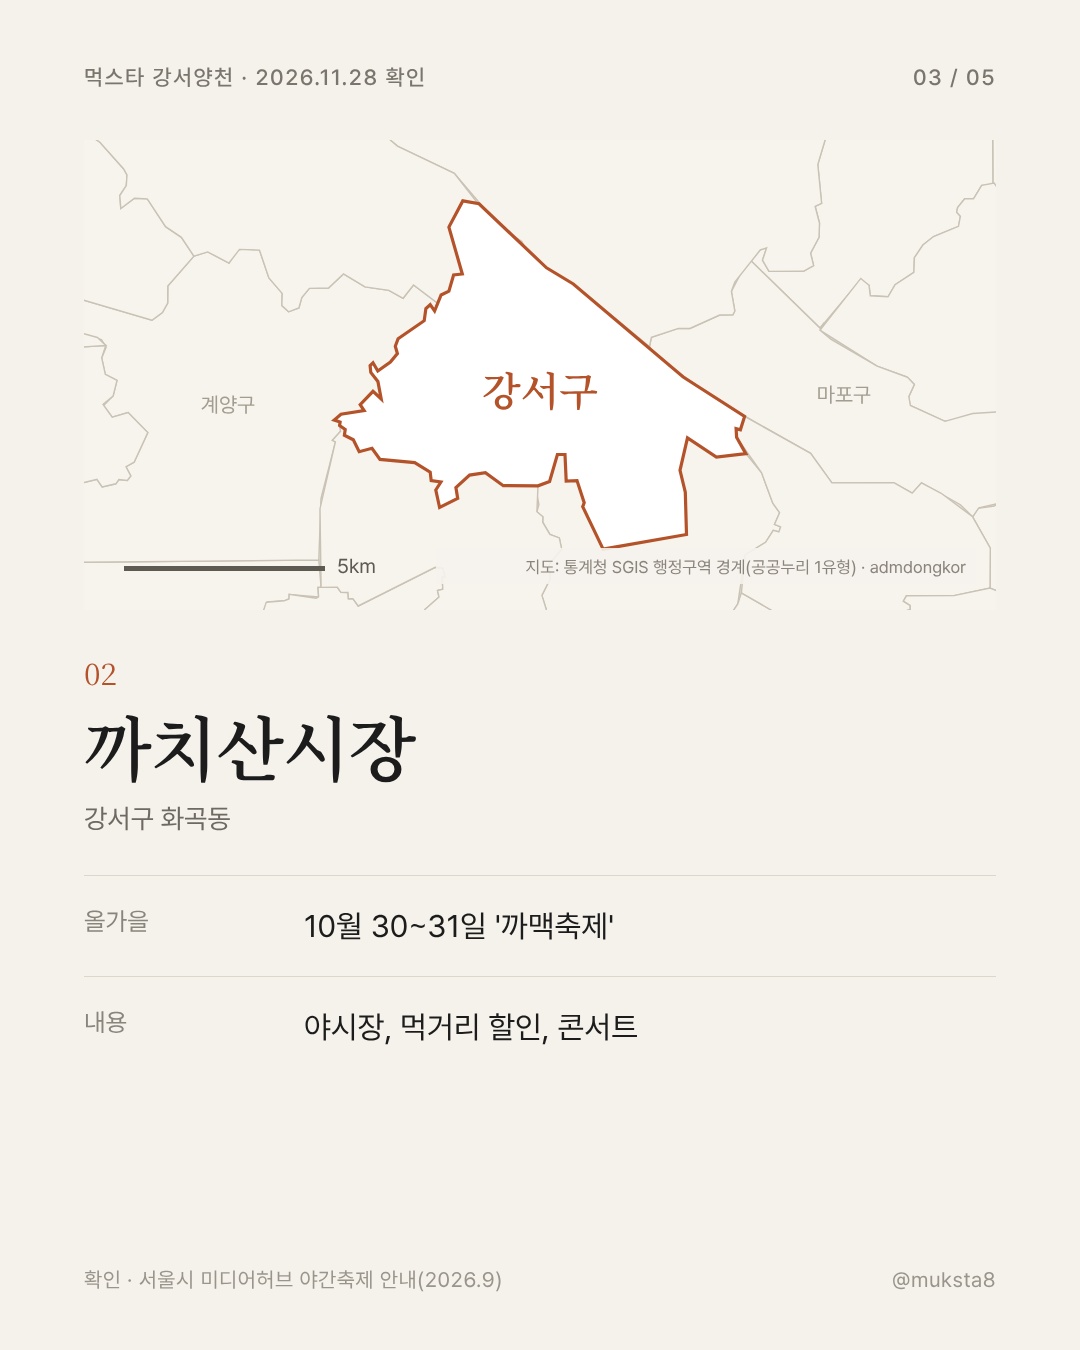 먹스타 강서양천 · 2026.11.28 확인
03 / 05
강서구
계양구
마포구
5km
지도: 통계청 SGIS 행정구역 경계(공공누리 1유형) · admdongkor
02
까치산시장
강서구 화곡동
올가을
10월 30~31일 '까맥축제'
내용
야시장, 먹거리 할인, 콘서트
확인 · 서울시 미디어허브 야간축제 안내(2026.9)
@muksta8